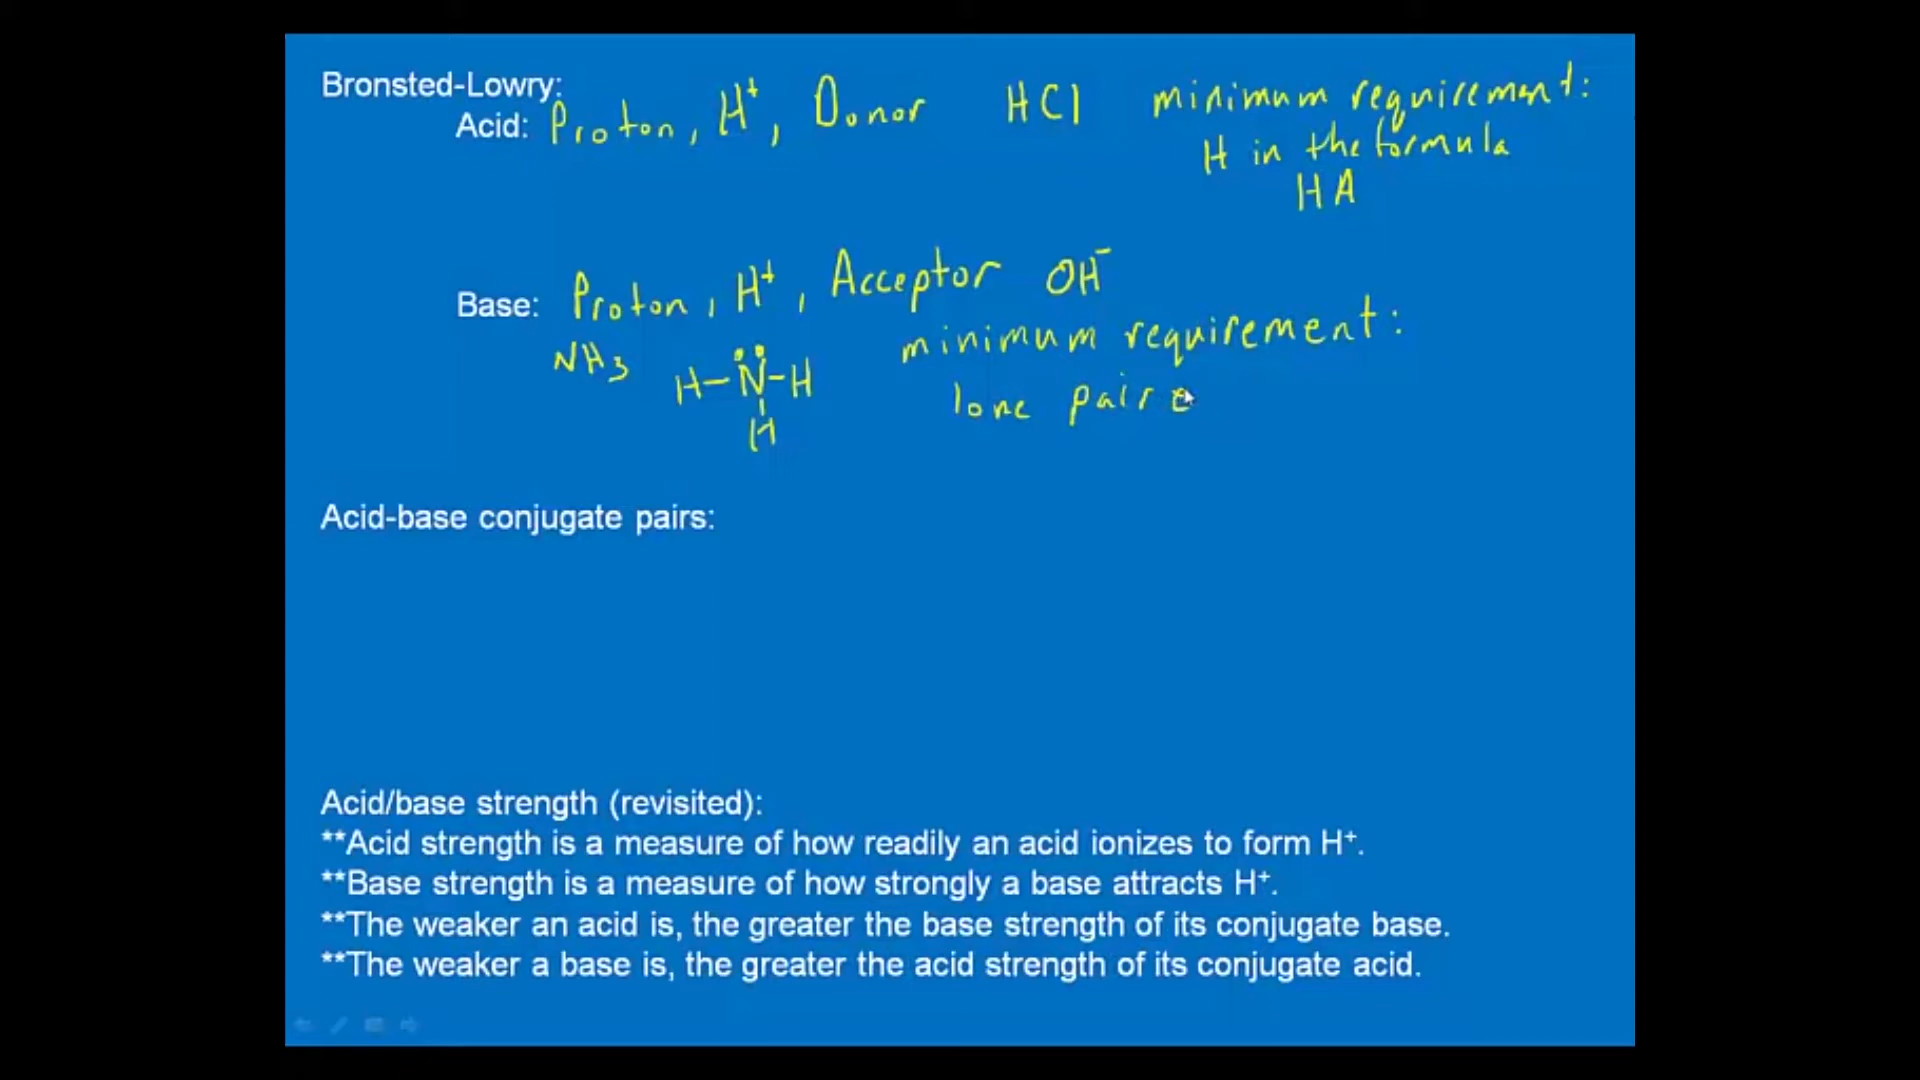 Bronsted-Lowry:
Acid: Proton, H⁺, Donor HCl minimum requirement:
H in the formula
HA
Base: Proton, H⁺, Acceptor OH⁻
NH₃ H-N-H minimum requirement:
H lone pair e
Acid-base conjugate pairs:
Acid/base strength (revisited):
**Acid strength is a measure of how readily an acid ionizes to form H⁺.
**Base strength is a measure of how strongly a base attracts H⁺.
**The weaker an acid is, the greater the base strength of its conjugate base.
**The weaker a base is, the greater the acid strength of its conjugate acid.